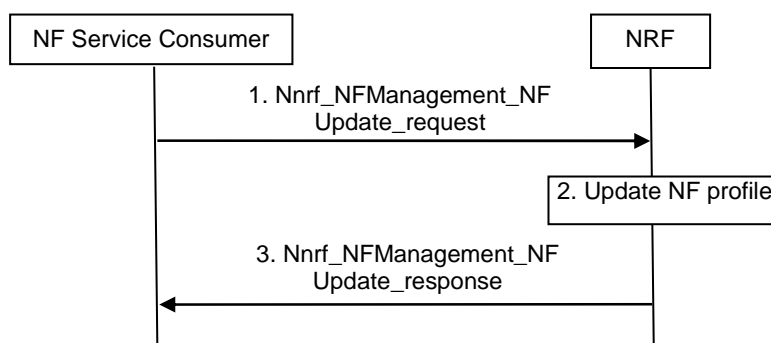 NF Service Consumer
NRF
1. Nnrf_NFManagement_NF
Update_request
2. Update NF profile
3. Nnrf_NFManagement_NF
Update_response